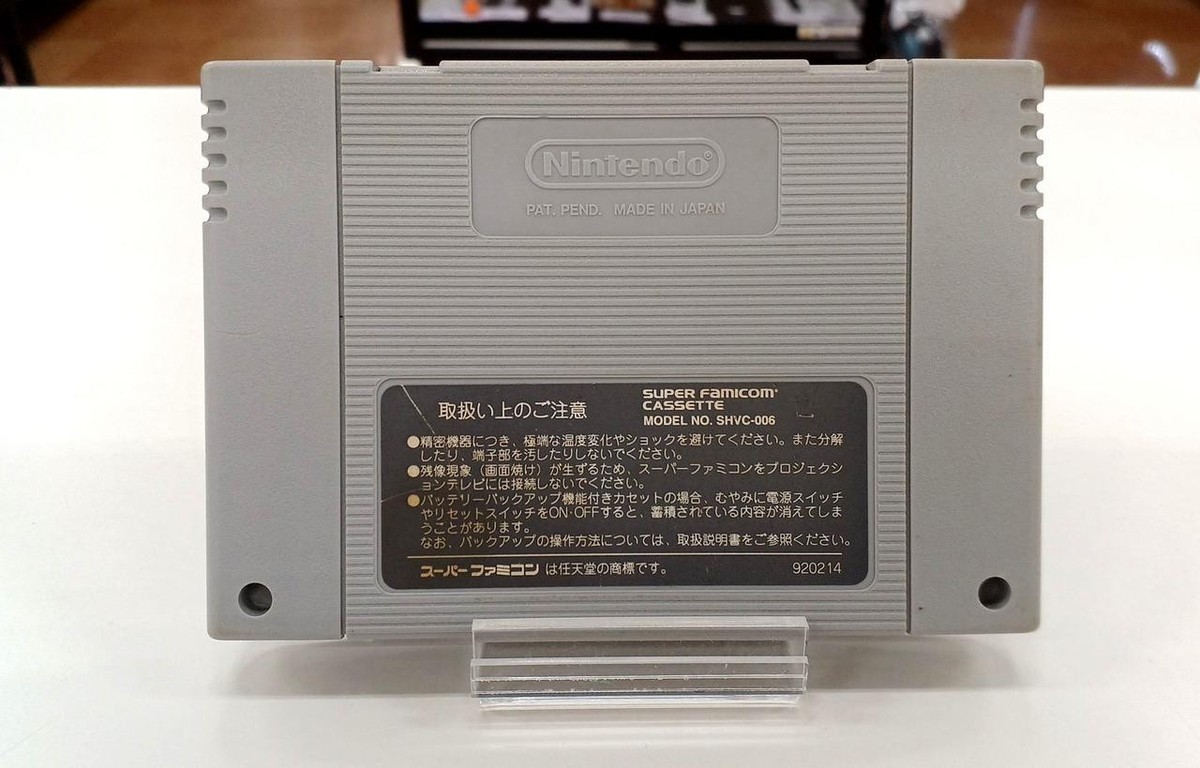 Nintendo®
PAT. PEND. MADE IN JAPAN
取扱い上のご注意
SUPER FAMICOM
CASSETTE
MODEL NO. SHVC-006
●精密機器につき、極端な温度変化やショックを避けてください。また分解
したり、端子部を汚したりしないでください。
●残像現象（画面焼け）が生ずるため、スーパーファミコンをプロジェクシ
ョンテレビには接続しないでください。
●バッテリーバックアップ機能付きカセットの場合、むやみに電源スイッチ
やリセットスイッチをON・OFFすると、蓄積されている内容が消えてしま
うことがあります。
なお、バックアップの操作方法については、取扱説明書をご参照ください。
スーパーファミコンは任天堂の商標です。 920214